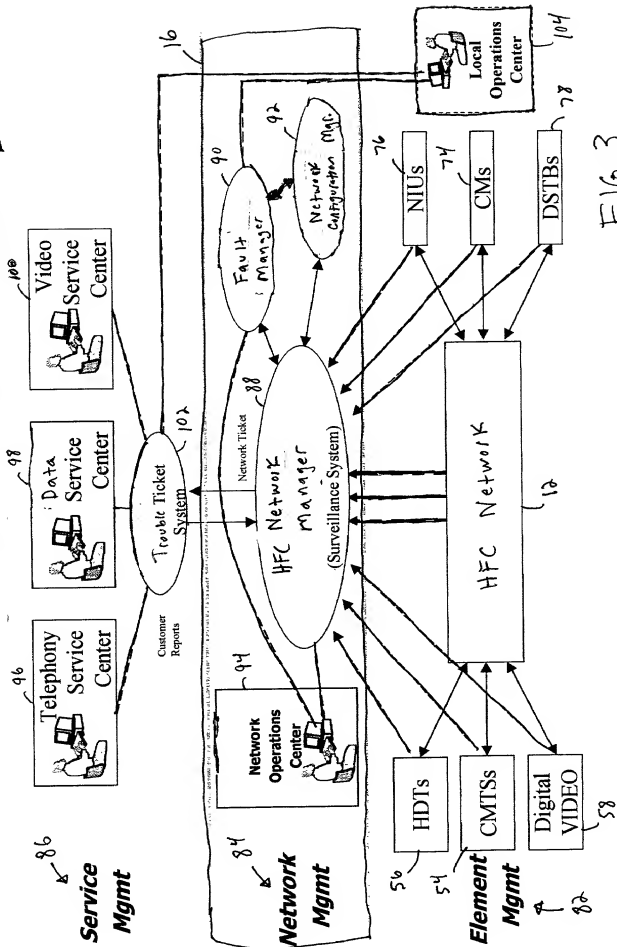 100
Video
Service
Center
98
Data
Service
Center
96
Telephony
Service
Center
86
Service
Mgmt
102
Trouble Ticket
System
Customer
Reports
Network Ticket
16
90
Fault
Manager
92
Network
Configuration Mgr.
88
HFC Network
Manager
(Surveillance System)
94
Network
Operations
Center
84
Network
Mgmt
104
Local
Operations
Center
76
NIUs
74
CMs
78
DSTBs
HFC Network
12
56
HDTs
54
CMTSs
Digital
VIDEO
58
Element
Mgmt
82
FIG 3